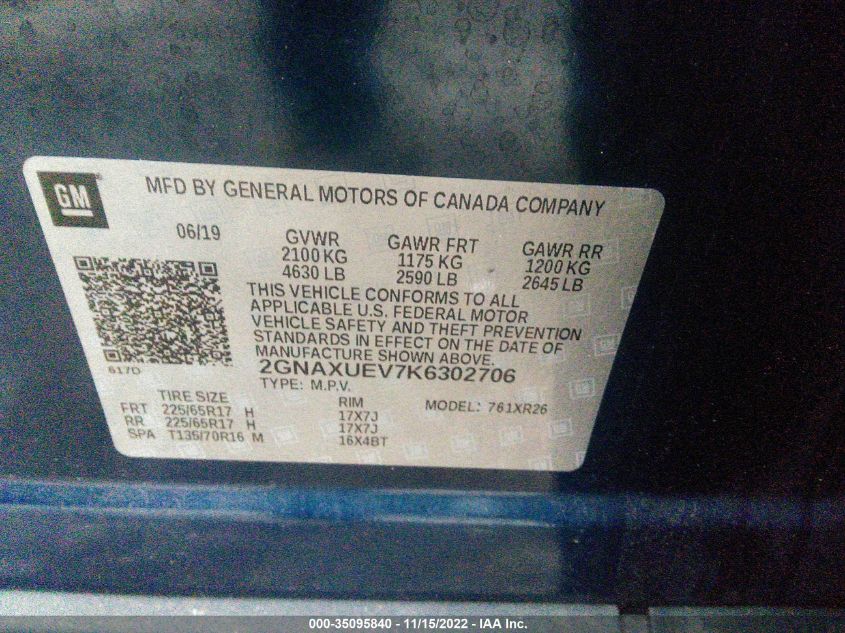 GM
MFD BY GENERAL MOTORS OF CANADA COMPANY
06/19 GVWR GAWR FRT GAWR RR
2100 KG 1175 KG 1200 KG
4630 LB 2590 LB 2645 LB
THIS VEHICLE CONFORMS TO ALL
APPLICABLE U.S. FEDERAL MOTOR
VEHICLE SAFETY AND THEFT PREVENTION
STANDARDS IN EFFECT ON THE DATE OF
MANUFACTURE SHOWN ABOVE.
617D 2GNAXUEV7K6302706
TYPE: M.P.V.
TIRE SIZE RIM MODEL: 761XR26
FRT 225/65R17 H 17X7J
RR 225/65R17 H 17X7J
SPA T135/70R16 M 16X4BT
000-35095840 - 11/15/2022 - IAA Inc.